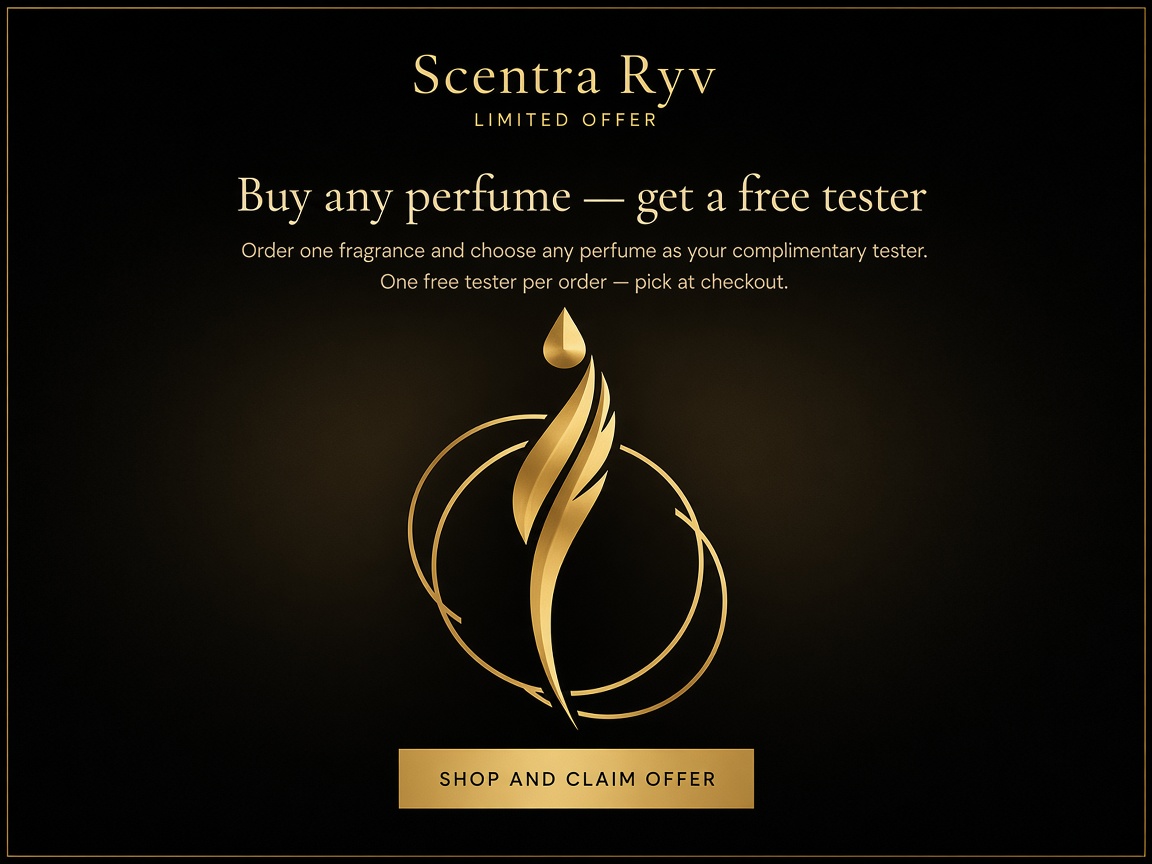 Scentra Ryv
LIMITED OFFER
Buy any perfume — get a free tester
Order one fragrance and choose any perfume as your complimentary tester.
One free tester per order — pick at checkout.
SHOP AND CLAIM OFFER